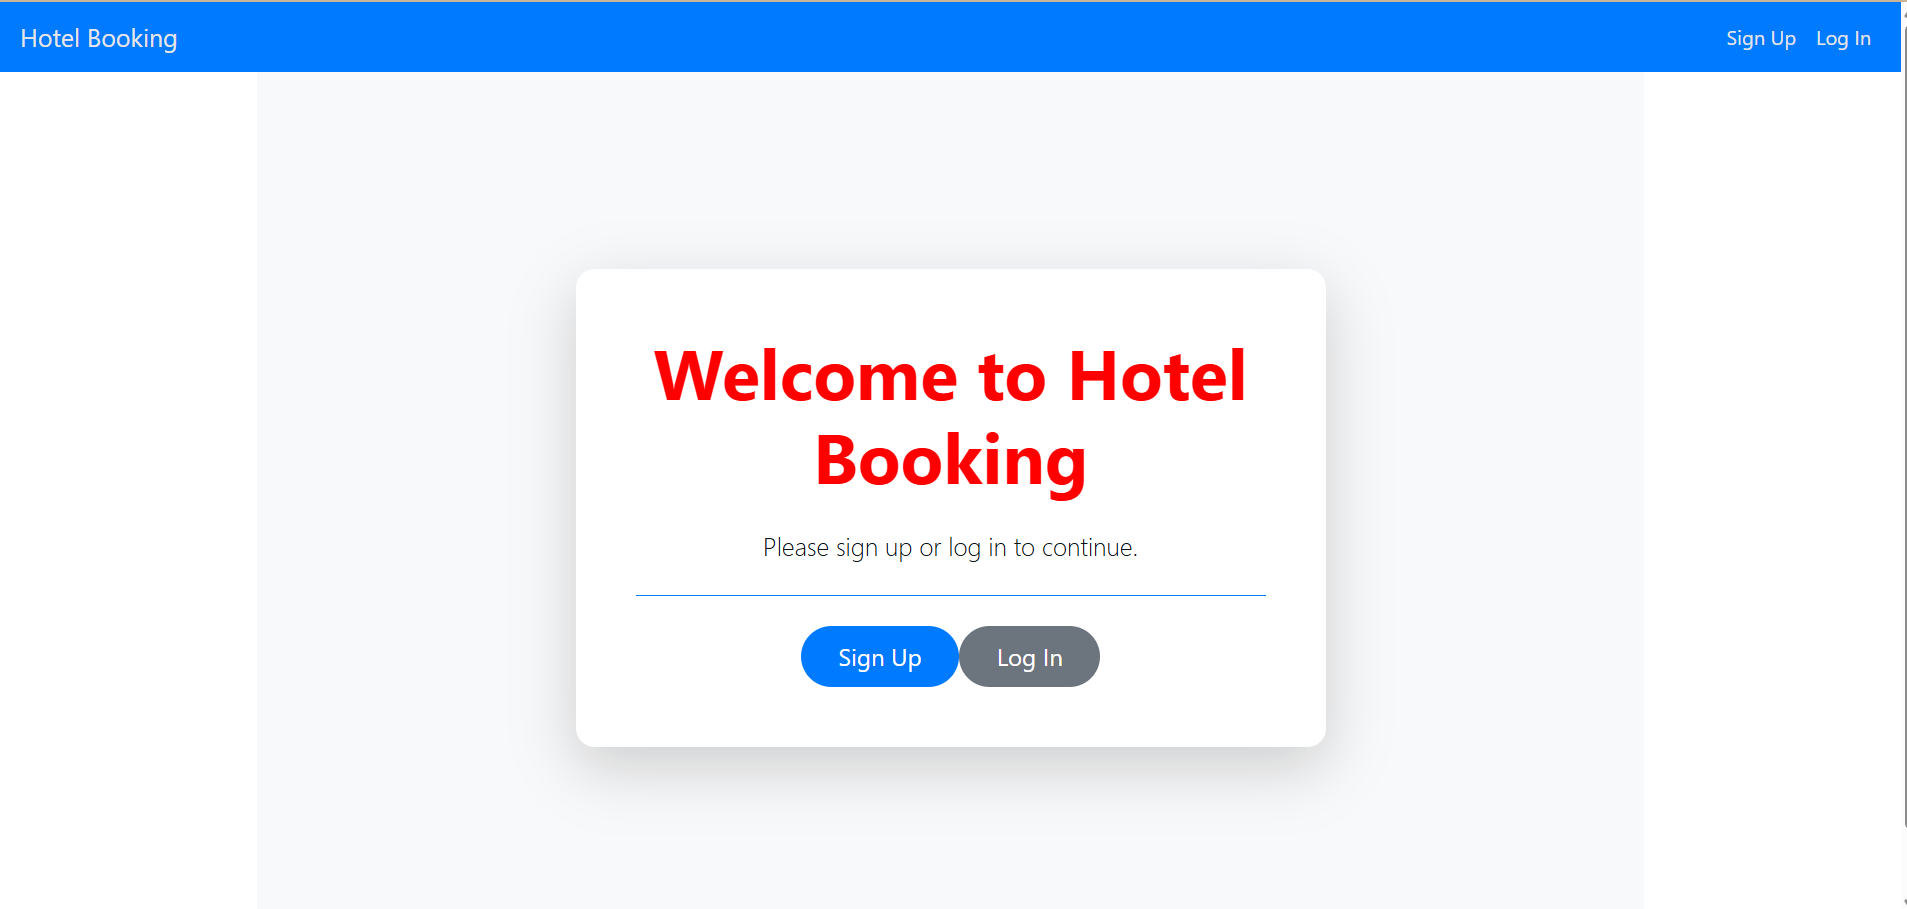 Hotel Booking
Sign Up
Log In
Welcome to Hotel
Booking
Please sign up or log in to continue.
Sign Up
Log In